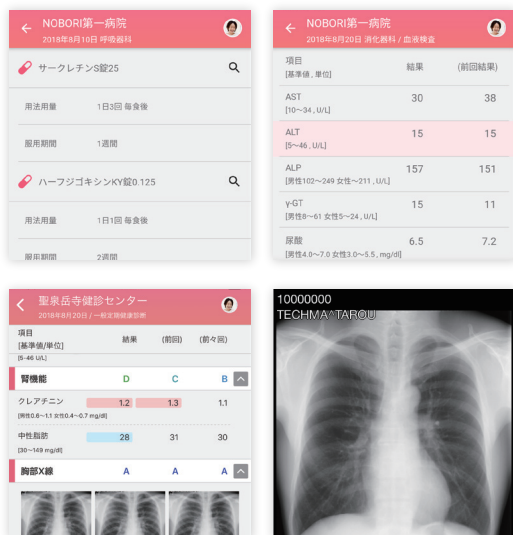 NOBORI第一病院
2018年8月10日 呼吸器科
サークレチンS錠25
用法用量 1日3回 毎食後
服用期間 1週間
ハーフジゴキシンKY錠0.125
用法用量 1日1回 毎食後
服用期間 2週間
NOBORI第一病院
2018年8月20日 消化器科 / 血液検査
項目 結果 (前回結果)
[基準値 , 単位]
AST 30 38
[10〜34 , U/L]
ALT 15 15
[5〜46 , U/L]
ALP 157 151
[男性102〜249 女性〜211 , U/L]
γ-GT 15 11
[男性8〜61 女性5〜24 , U/L]
尿酸 6.5 7.2
[男性4.0〜7.0 女性3.0〜5.5 , mg/dl]
聖泉岳寺健診センター
2018年8月20日 / 一般定期健康診断
項目 結果 (前回) (前々回)
[基準値/単位]
[5-46 U/L]
腎機能 D C B
クレアチニン 1.2 1.3 1.1
[男性0.6〜1.1 女性0.4〜0.7 mg/dl]
中性脂肪 28 31 30
[30〜149 mg/dl]
胸部X線 A A A
10000000
TECHMA^TAROU